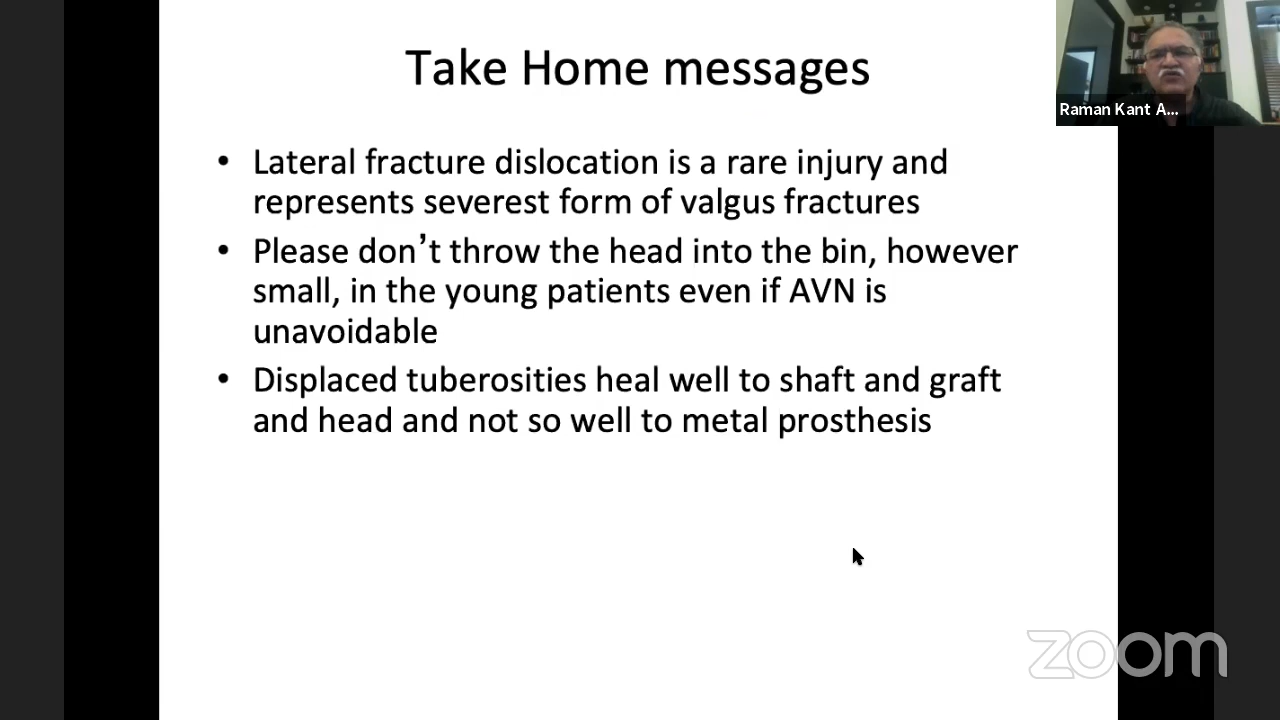 Take Home messages
Raman Kant A...
• Lateral fracture dislocation is a rare injury and
represents severest form of valgus fractures
• Please don’t throw the head into the bin, however
small, in the young patients even if AVN is
unavoidable
• Displaced tuberosities heal well to shaft and graft
and head and not so well to metal prosthesis
zoom